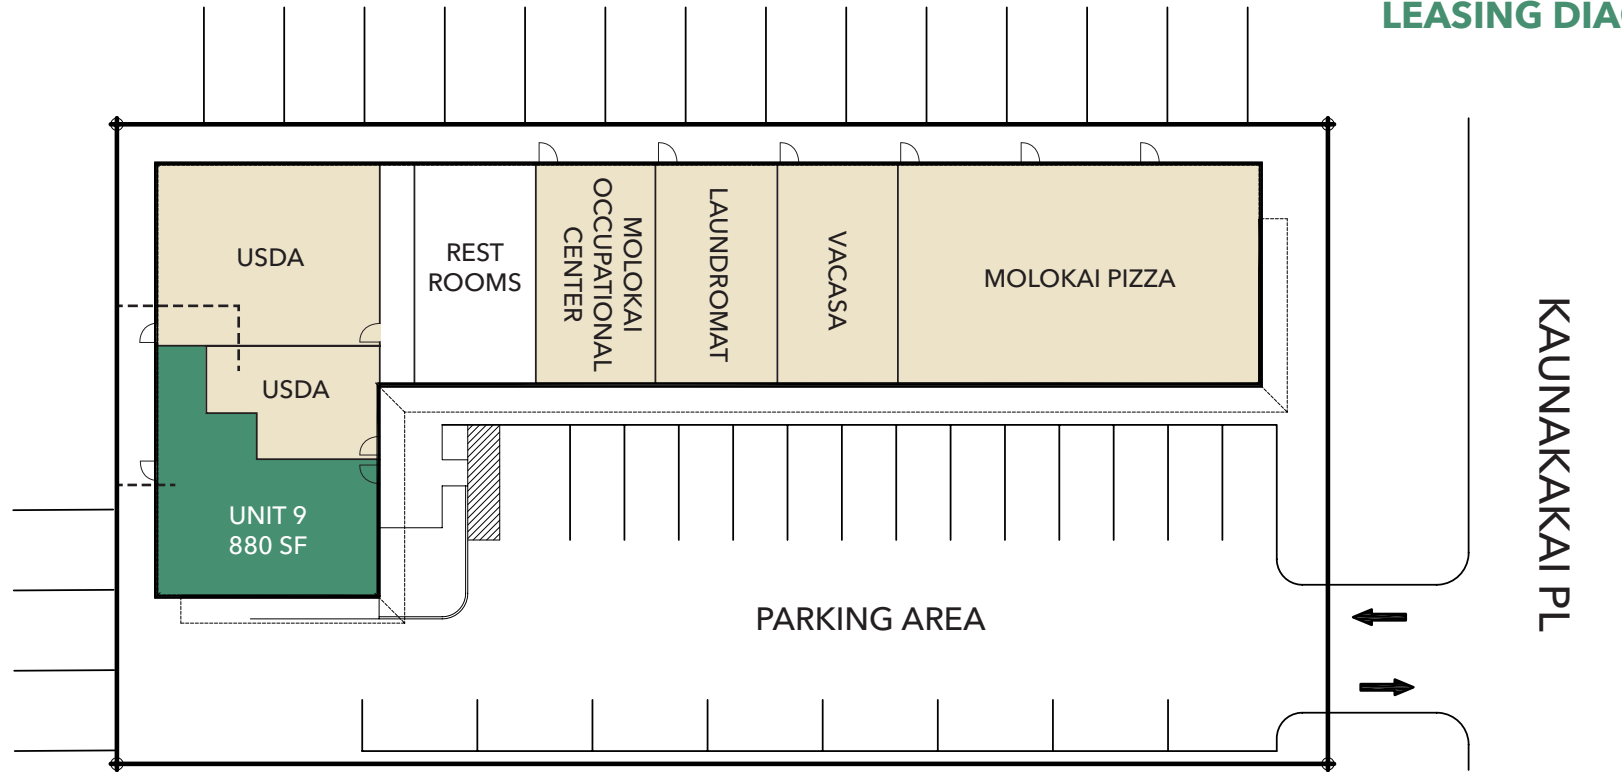 LEASING DIAG
USDA
REST
ROOMS
MOLOKAI
OCCUPATIONAL
CENTER
LAUNDROMAT
VACASA
MOLOKAI PIZZA
USDA
UNIT 9
880 SF
PARKING AREA
KAUNAKAKAI PL